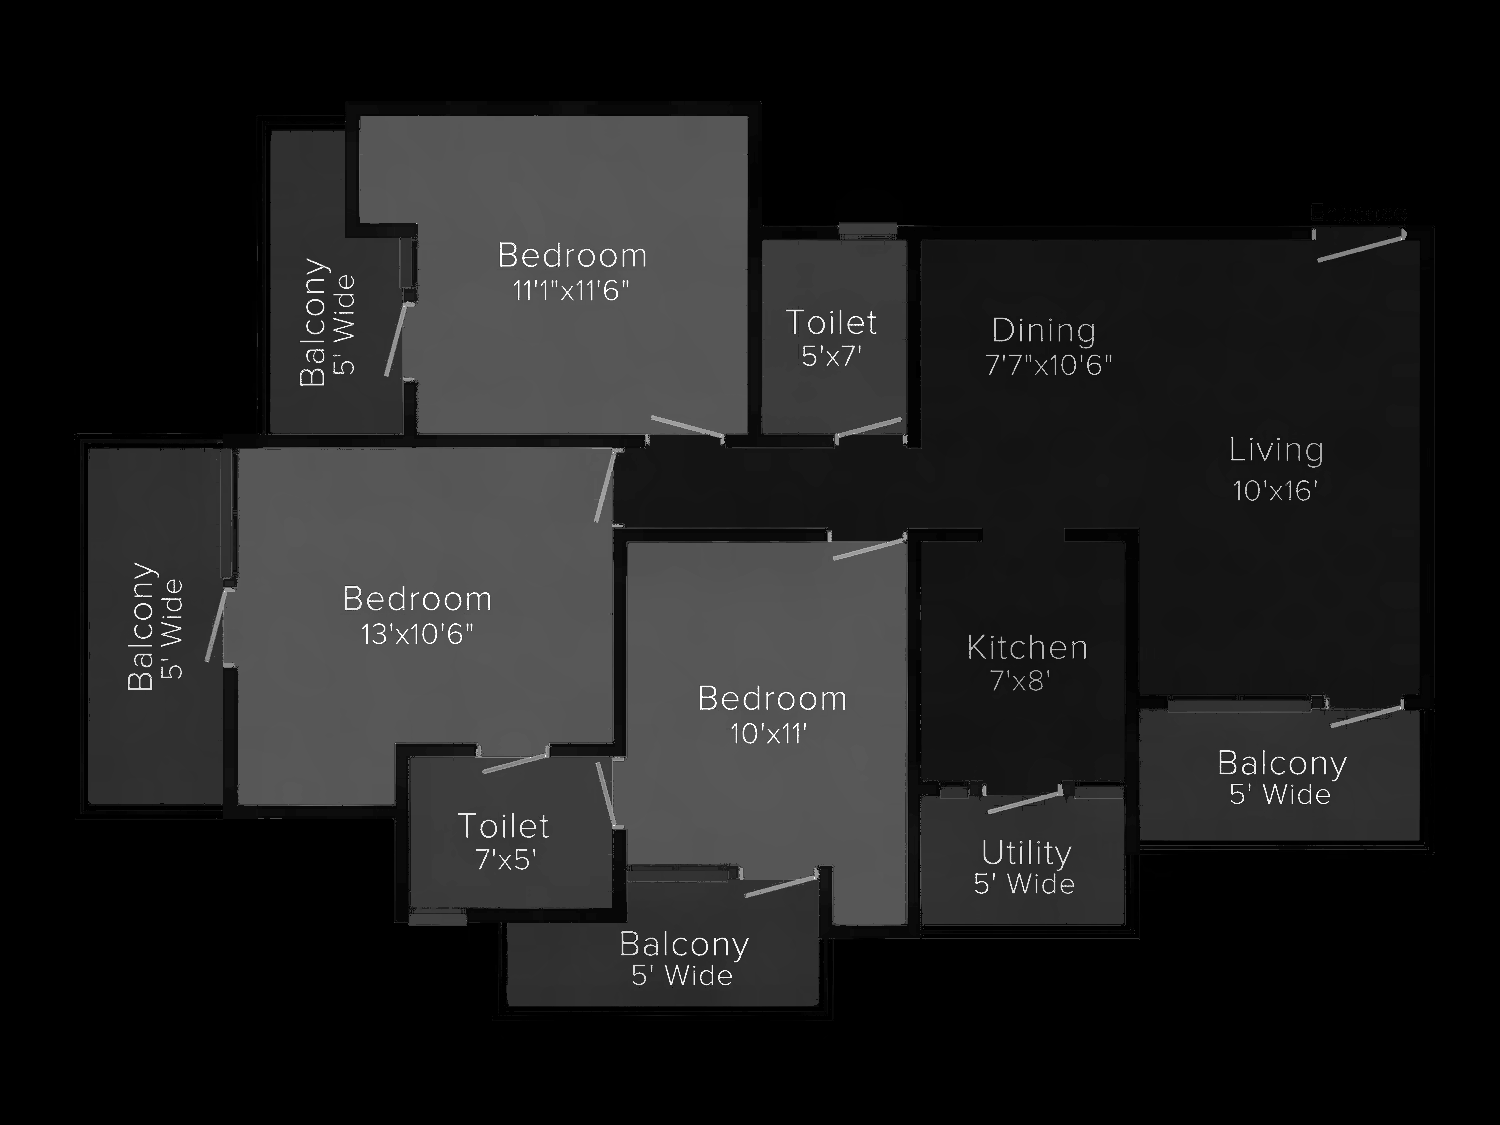 Entrance
Bedroom
11'1"x11'6"
Balcony
5' Wide
Toilet
5'x7'
Dining
7'7"x10'6"
Living
10'x16'
Balcony
5' Wide
Bedroom
13'x10'6"
Bedroom
10'x11'
Kitchen
7'x8'
Balcony
5' Wide
Toilet
7'x5'
Utility
5' Wide
Balcony
5' Wide